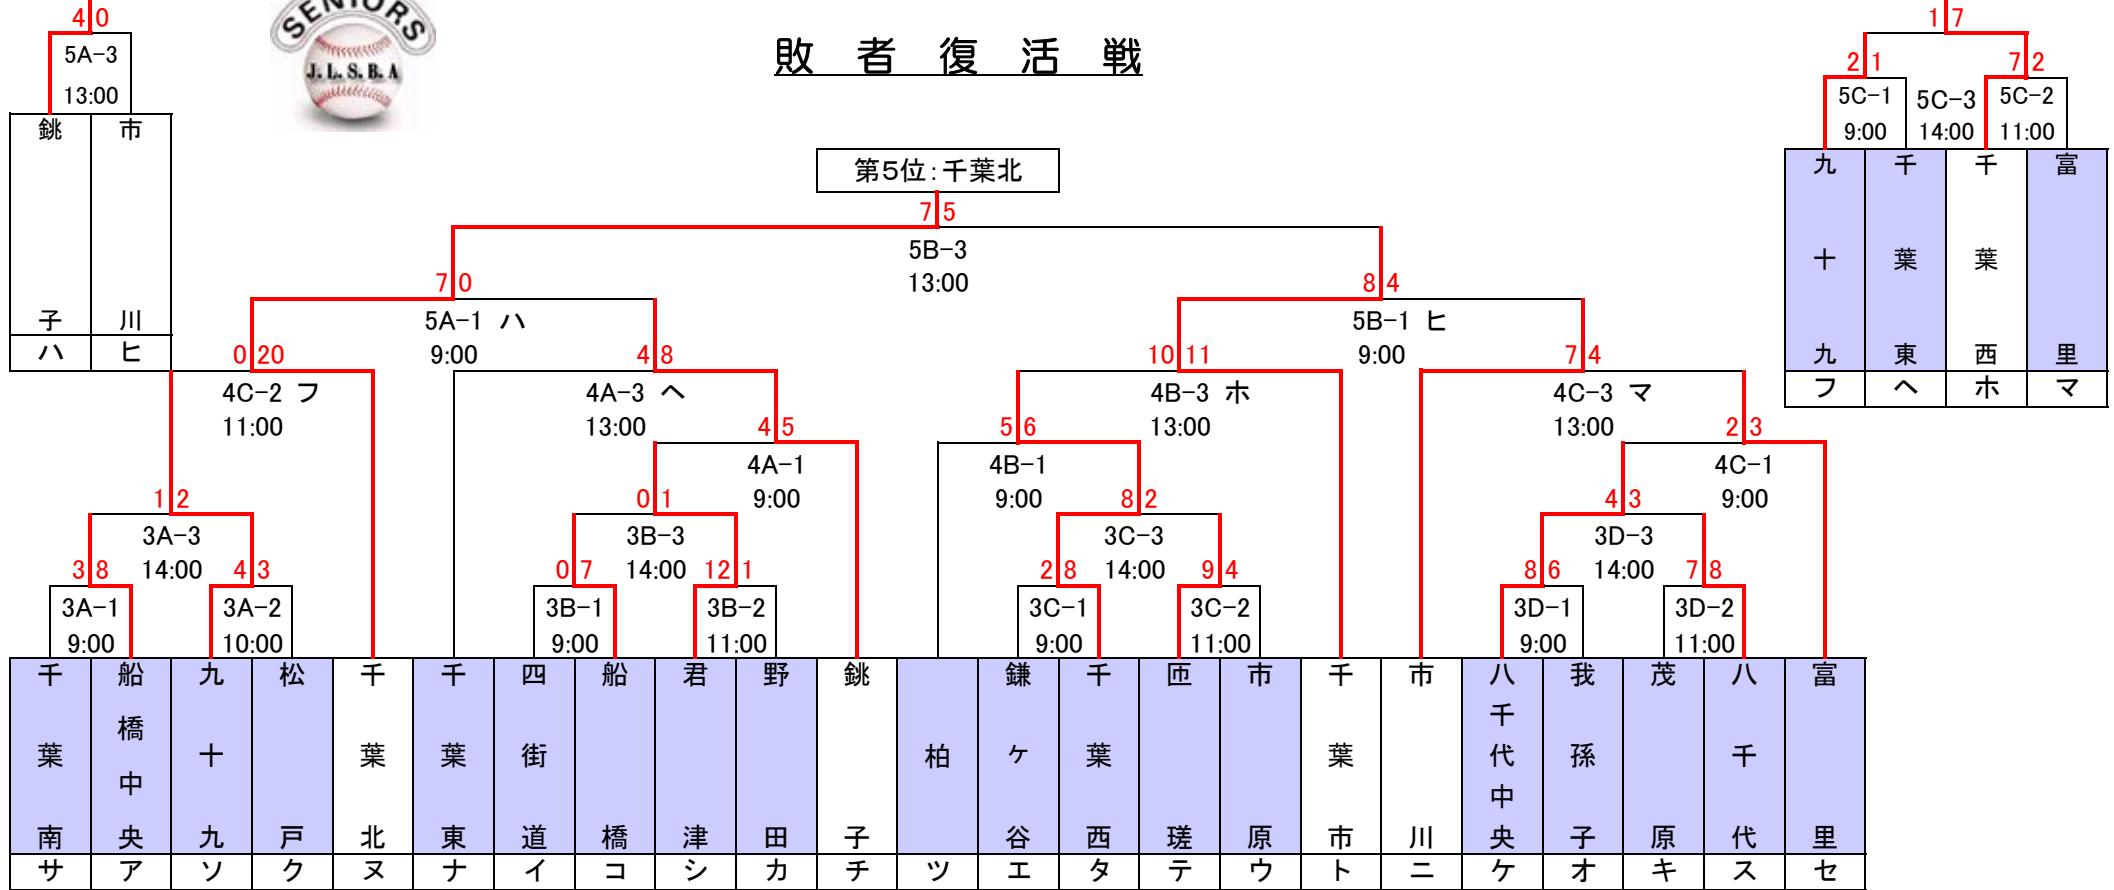 4 0
5A-3
13:00
銚子
市川
ハ
ヒ
SENIORS
J.L.S.B.A
敗者復活戦
1 7
2 1
7 2
5C-1
9:00
5C-3
14:00
5C-2
11:00
九十九
千葉東
千葉西
富里
フ
ヘ
ホ
マ
第5位:千葉北
7 5
5B-3
13:00
7 0
5A-1 ハ
9:00
8 4
5B-1 ヒ
9:00
0 20
4C-2 フ
11:00
4 8
4A-3 ヘ
13:00
10 11
4B-3 ホ
13:00
7 4
4C-3 マ
13:00
4 5
4A-1
9:00
5 6
4B-1
9:00
2 3
4C-1
9:00
1 2
3A-3
14:00
0 1
3B-3
14:00
8 2
3C-3
14:00
4 3
3D-3
14:00
3 8
3A-1
9:00
4 3
3A-2
10:00
0 7
3B-1
9:00
12 1
3B-2
11:00
2 8
3C-1
9:00
9 4
3C-2
11:00
8 6
3D-1
9:00
7 8
3D-2
11:00
千葉南
船橋中央
九十九
松戸
千葉北
千葉東
四街道
船橋
君津
野田
銚子
柏
鎌ケ谷
千葉西
匝瑳
市原
千葉市
市川
八千代中央
我孫子
茂原
八千代
富里
サ
ア
ソ
ク
ヌ
ナ
イ
コ
シ
カ
チ
ツ
エ
タ
テ
ウ
ト
ニ
ケ
オ
キ
ス
セ